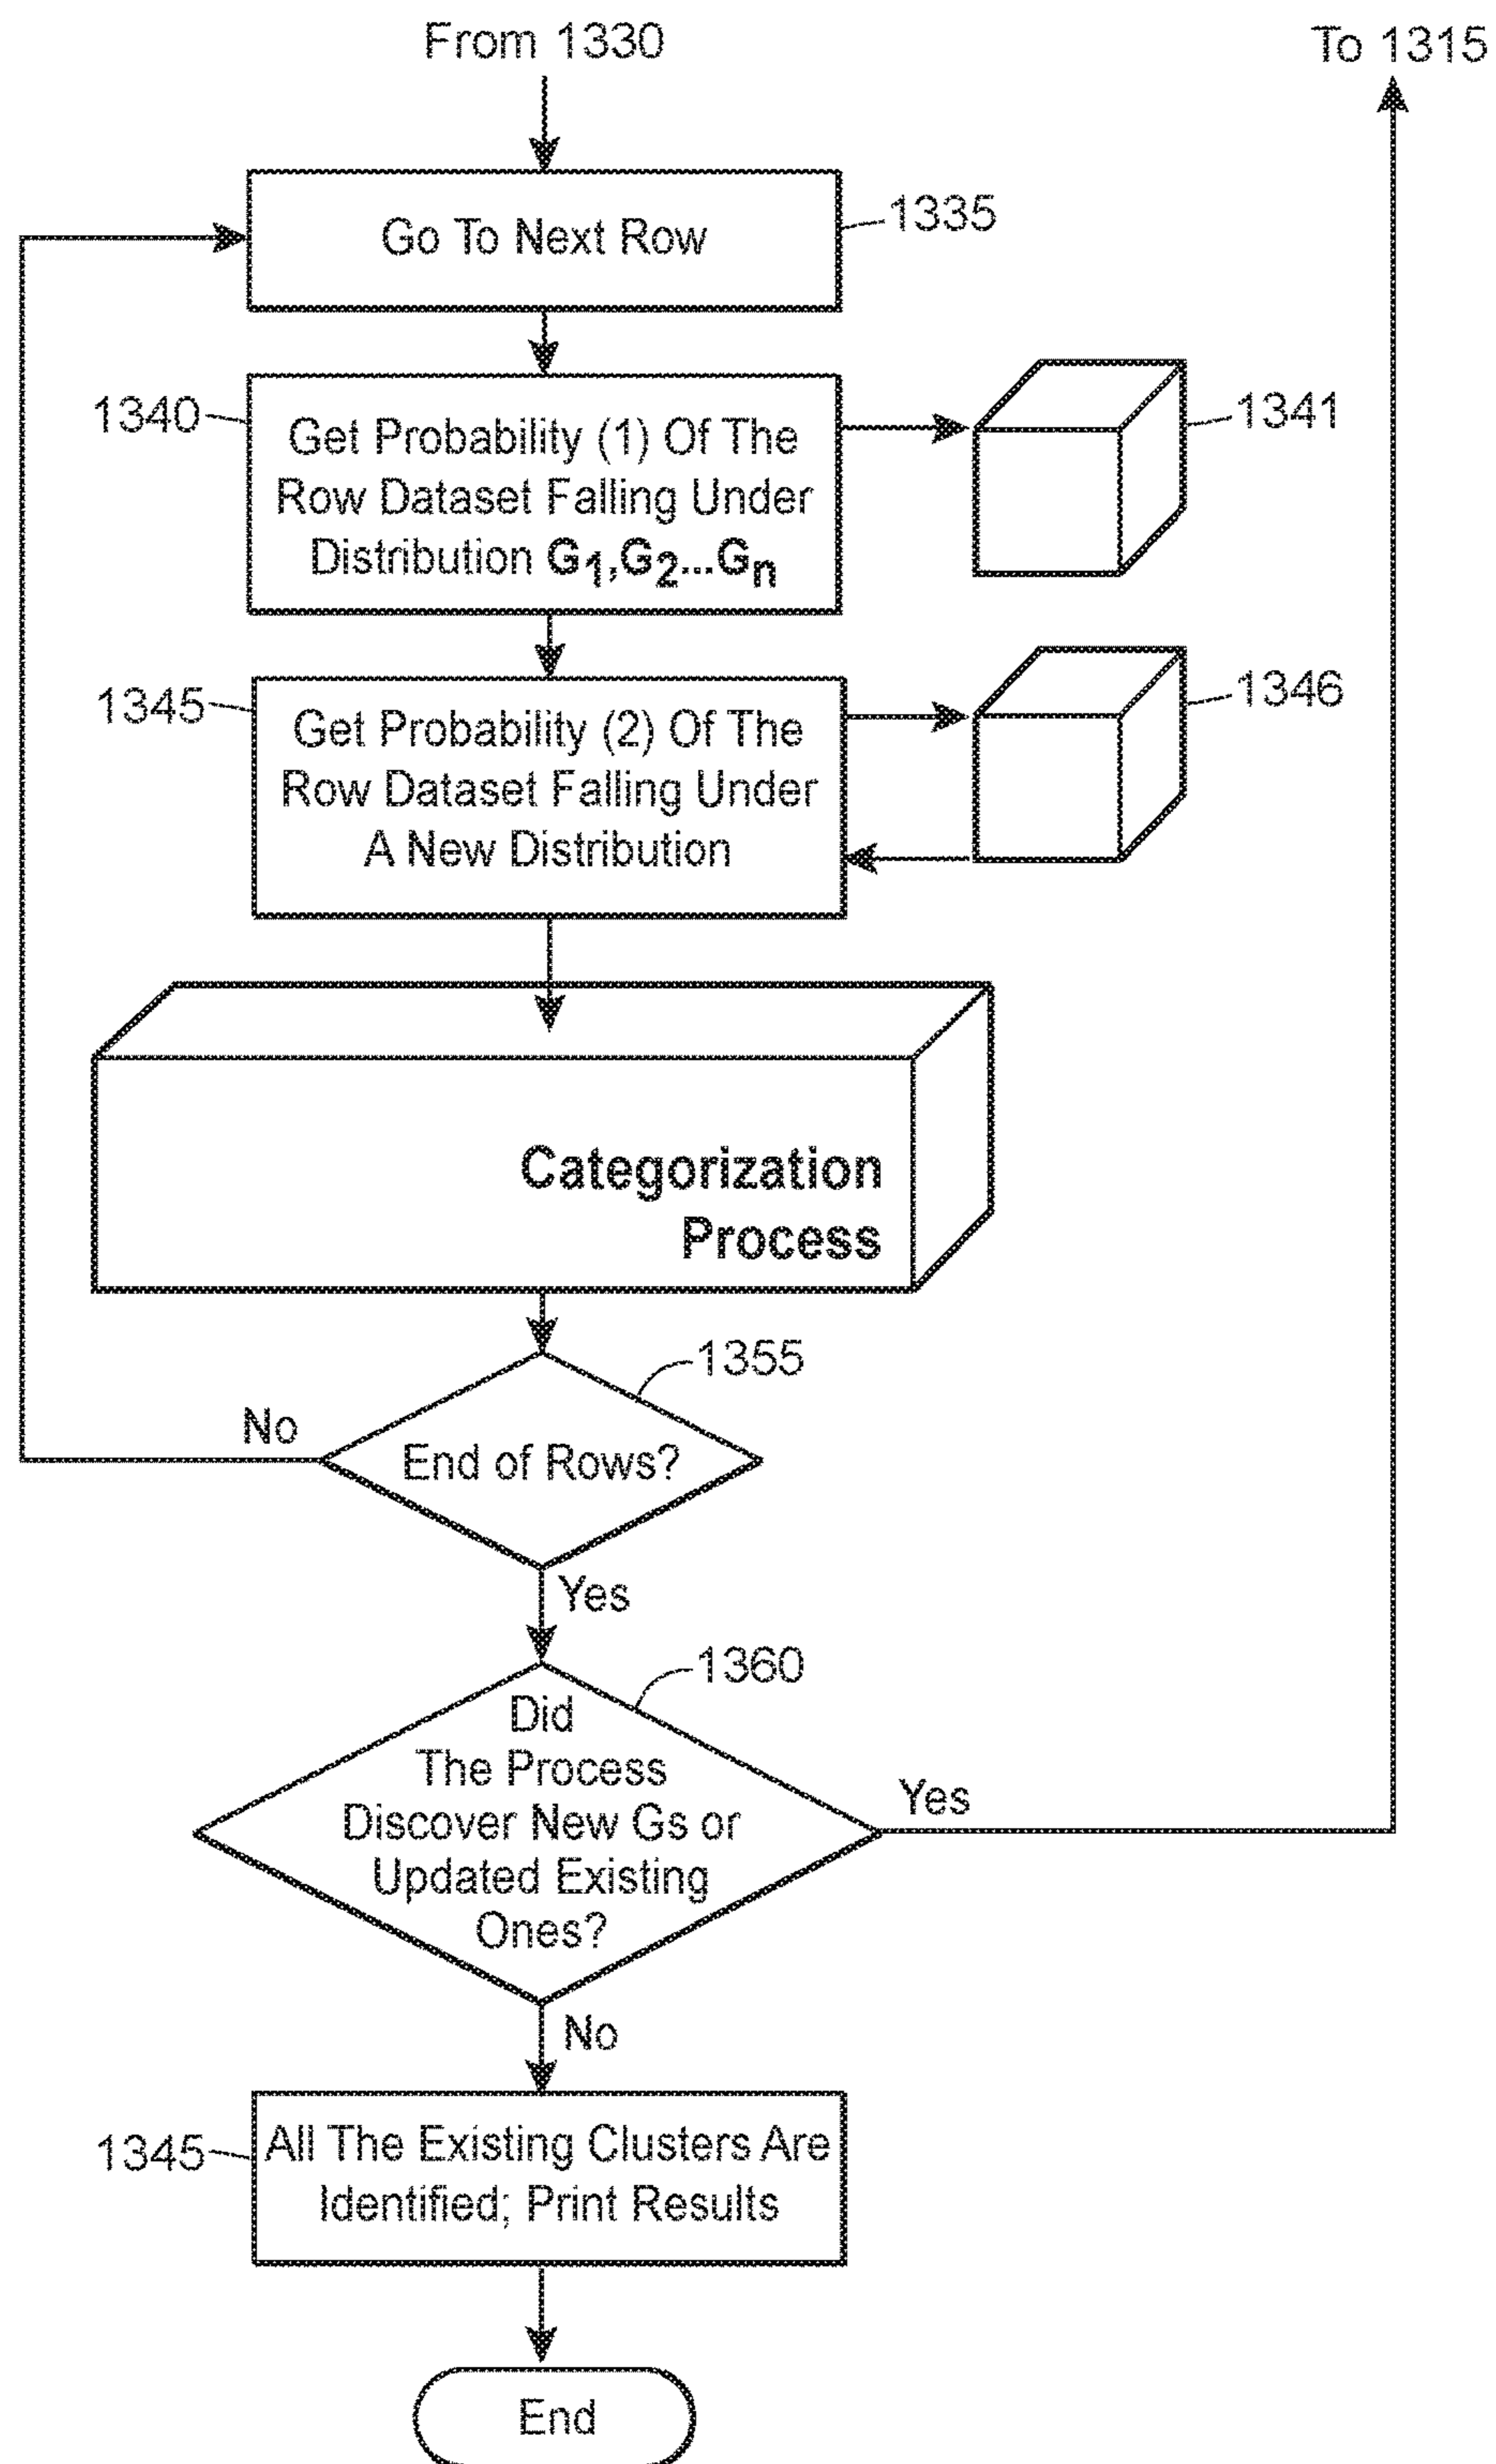 From 1330
To 1315
Go To Next Row
1335
1340
Get Probability (1) Of The
Row Dataset Falling Under
Distribution G1,G2...Gn
1341
1345
Get Probability (2) Of The
Row Dataset Falling Under
A New Distribution
1346
Categorization
Process
1355
No
End of Rows?
Yes
1360
Did
The Process
Discover New Gs or
Updated Existing
Ones?
Yes
No
1345
All The Existing Clusters Are
Identified; Print Results
End